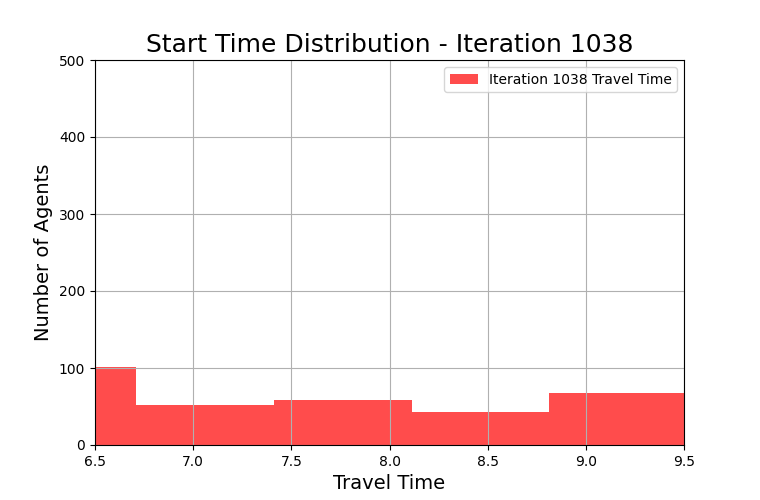 Start Time Distribution - Iteration 1038
Iteration 1038 Travel Time
Number of Agents
500
400
300
200
100
0
6.5 7.0 7.5 8.0 8.5 9.0 9.5
Travel Time